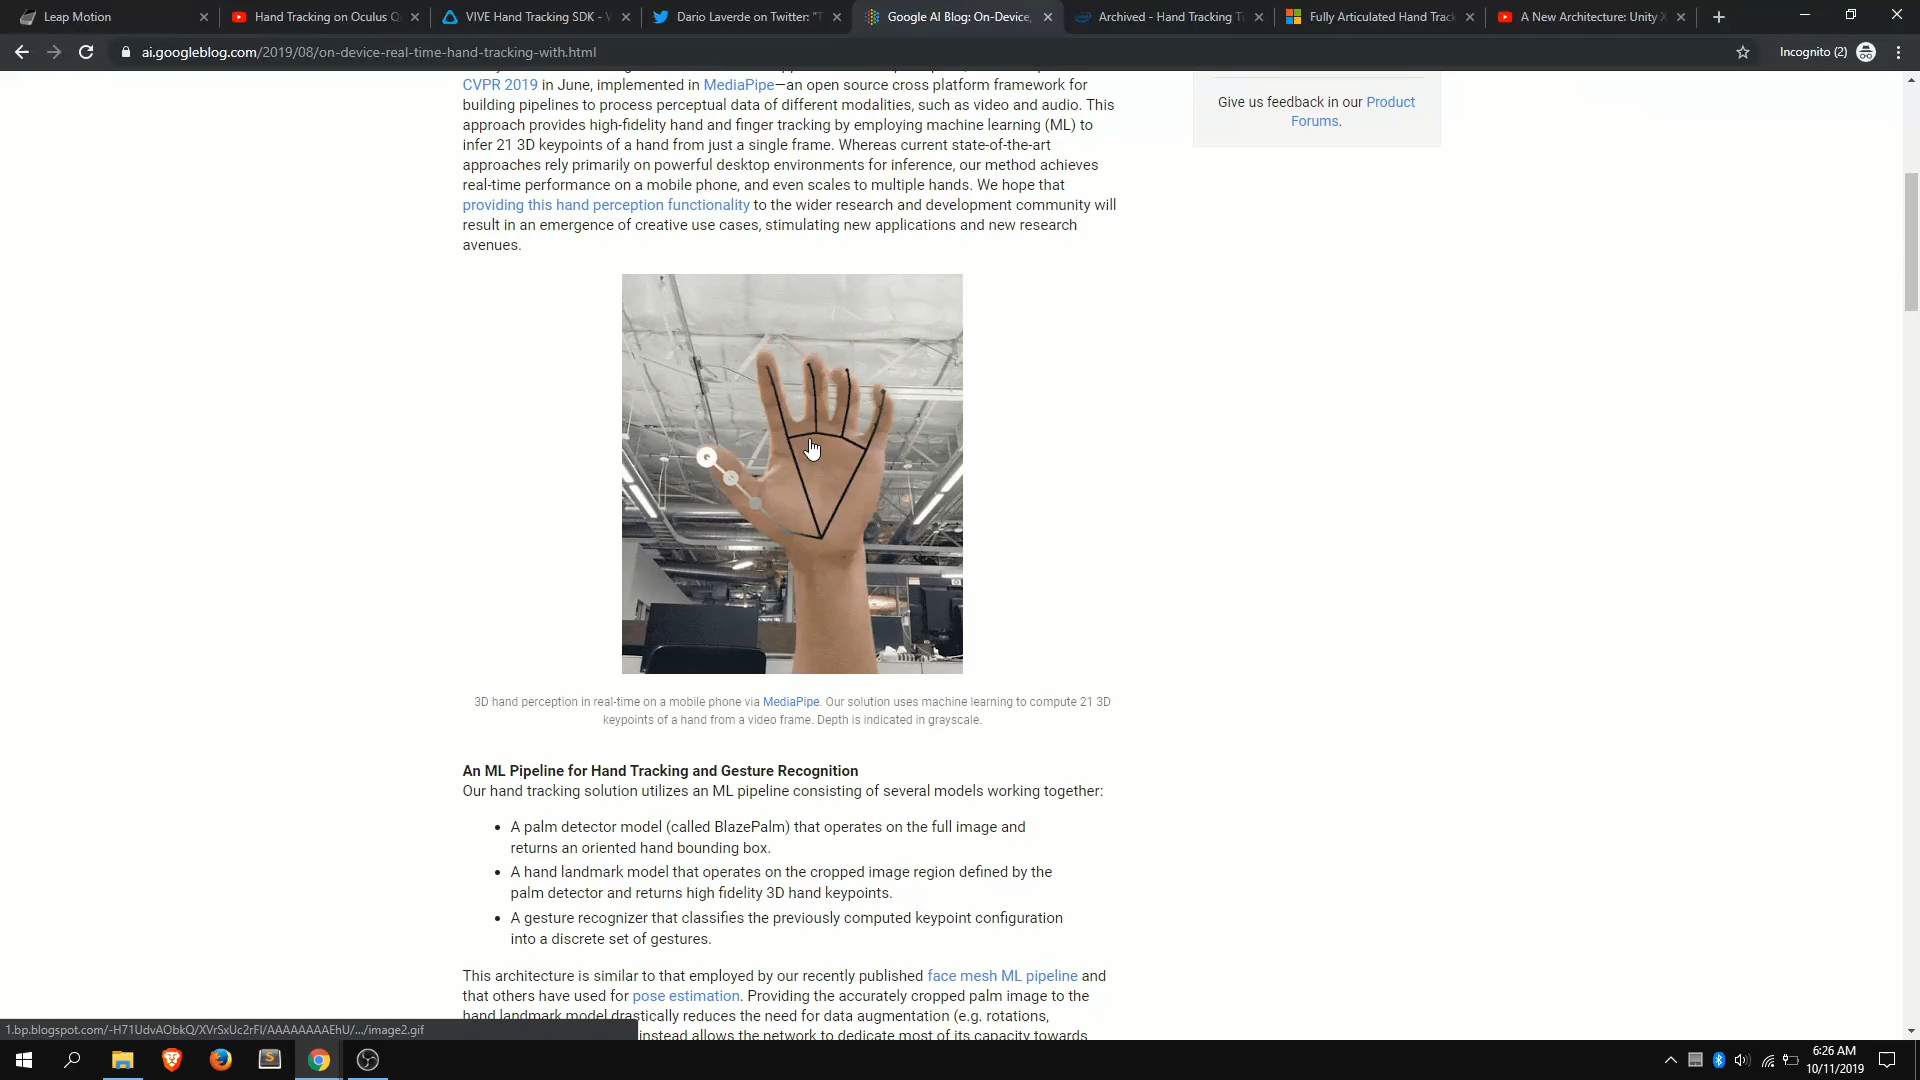 Leap Motion
Hand Tracking on Oculus Q
VIVE Hand Tracking SDK - V
Dario Laverde on Twitter: "T
Google AI Blog: On-Device,
Archived - Hand Tracking T
Fully Articulated Hand Track
A New Architecture: Unity X
ai.googleblog.com/2019/08/on-device-real-time-hand-tracking-with.html
Incognito (2)
CVPR 2019 in June, implemented in MediaPipe—an open source cross platform framework for
building pipelines to process perceptual data of different modalities, such as video and audio. This
approach provides high-fidelity hand and finger tracking by employing machine learning (ML) to
infer 21 3D keypoints of a hand from just a single frame. Whereas current state-of-the-art
approaches rely primarily on powerful desktop environments for inference, our method achieves
real-time performance on a mobile phone, and even scales to multiple hands. We hope that
providing this hand perception functionality to the wider research and development community will
result in an emergence of creative use cases, stimulating new applications and new research
avenues.
Give us feedback in our Product
Forums.
3D hand perception in real-time on a mobile phone via MediaPipe. Our solution uses machine learning to compute 21 3D
keypoints of a hand from a video frame. Depth is indicated in grayscale.
An ML Pipeline for Hand Tracking and Gesture Recognition
Our hand tracking solution utilizes an ML pipeline consisting of several models working together:
• A palm detector model (called BlazePalm) that operates on the full image and
returns an oriented hand bounding box.
• A hand landmark model that operates on the cropped image region defined by the
palm detector and returns high fidelity 3D hand keypoints.
• A gesture recognizer that classifies the previously computed keypoint configuration
into a discrete set of gestures.
This architecture is similar to that employed by our recently published face mesh ML pipeline and
that others have used for pose estimation. Providing the accurately cropped palm image to the
hand landmark model drastically reduces the need for data augmentation (e.g. rotations,
instead allows the network to dedicate most of its capacity towards
1.bp.blogspot.com/-H71UdvAObkQ/XVrSxUc2rFI/AAAAAAAAEhU/.../image2.gif
6:26 AM
10/11/2019